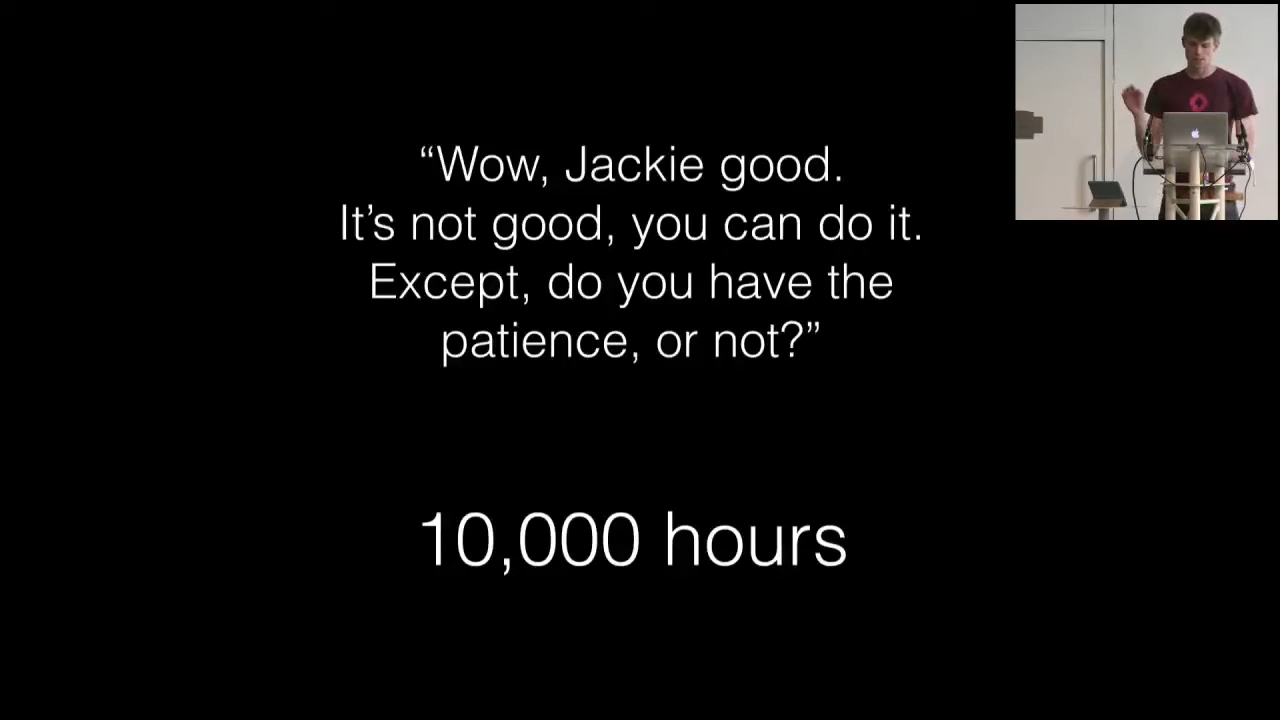 “Wow, Jackie good.
It’s not good, you can do it.
Except, do you have the
patience, or not?”
10,000 hours